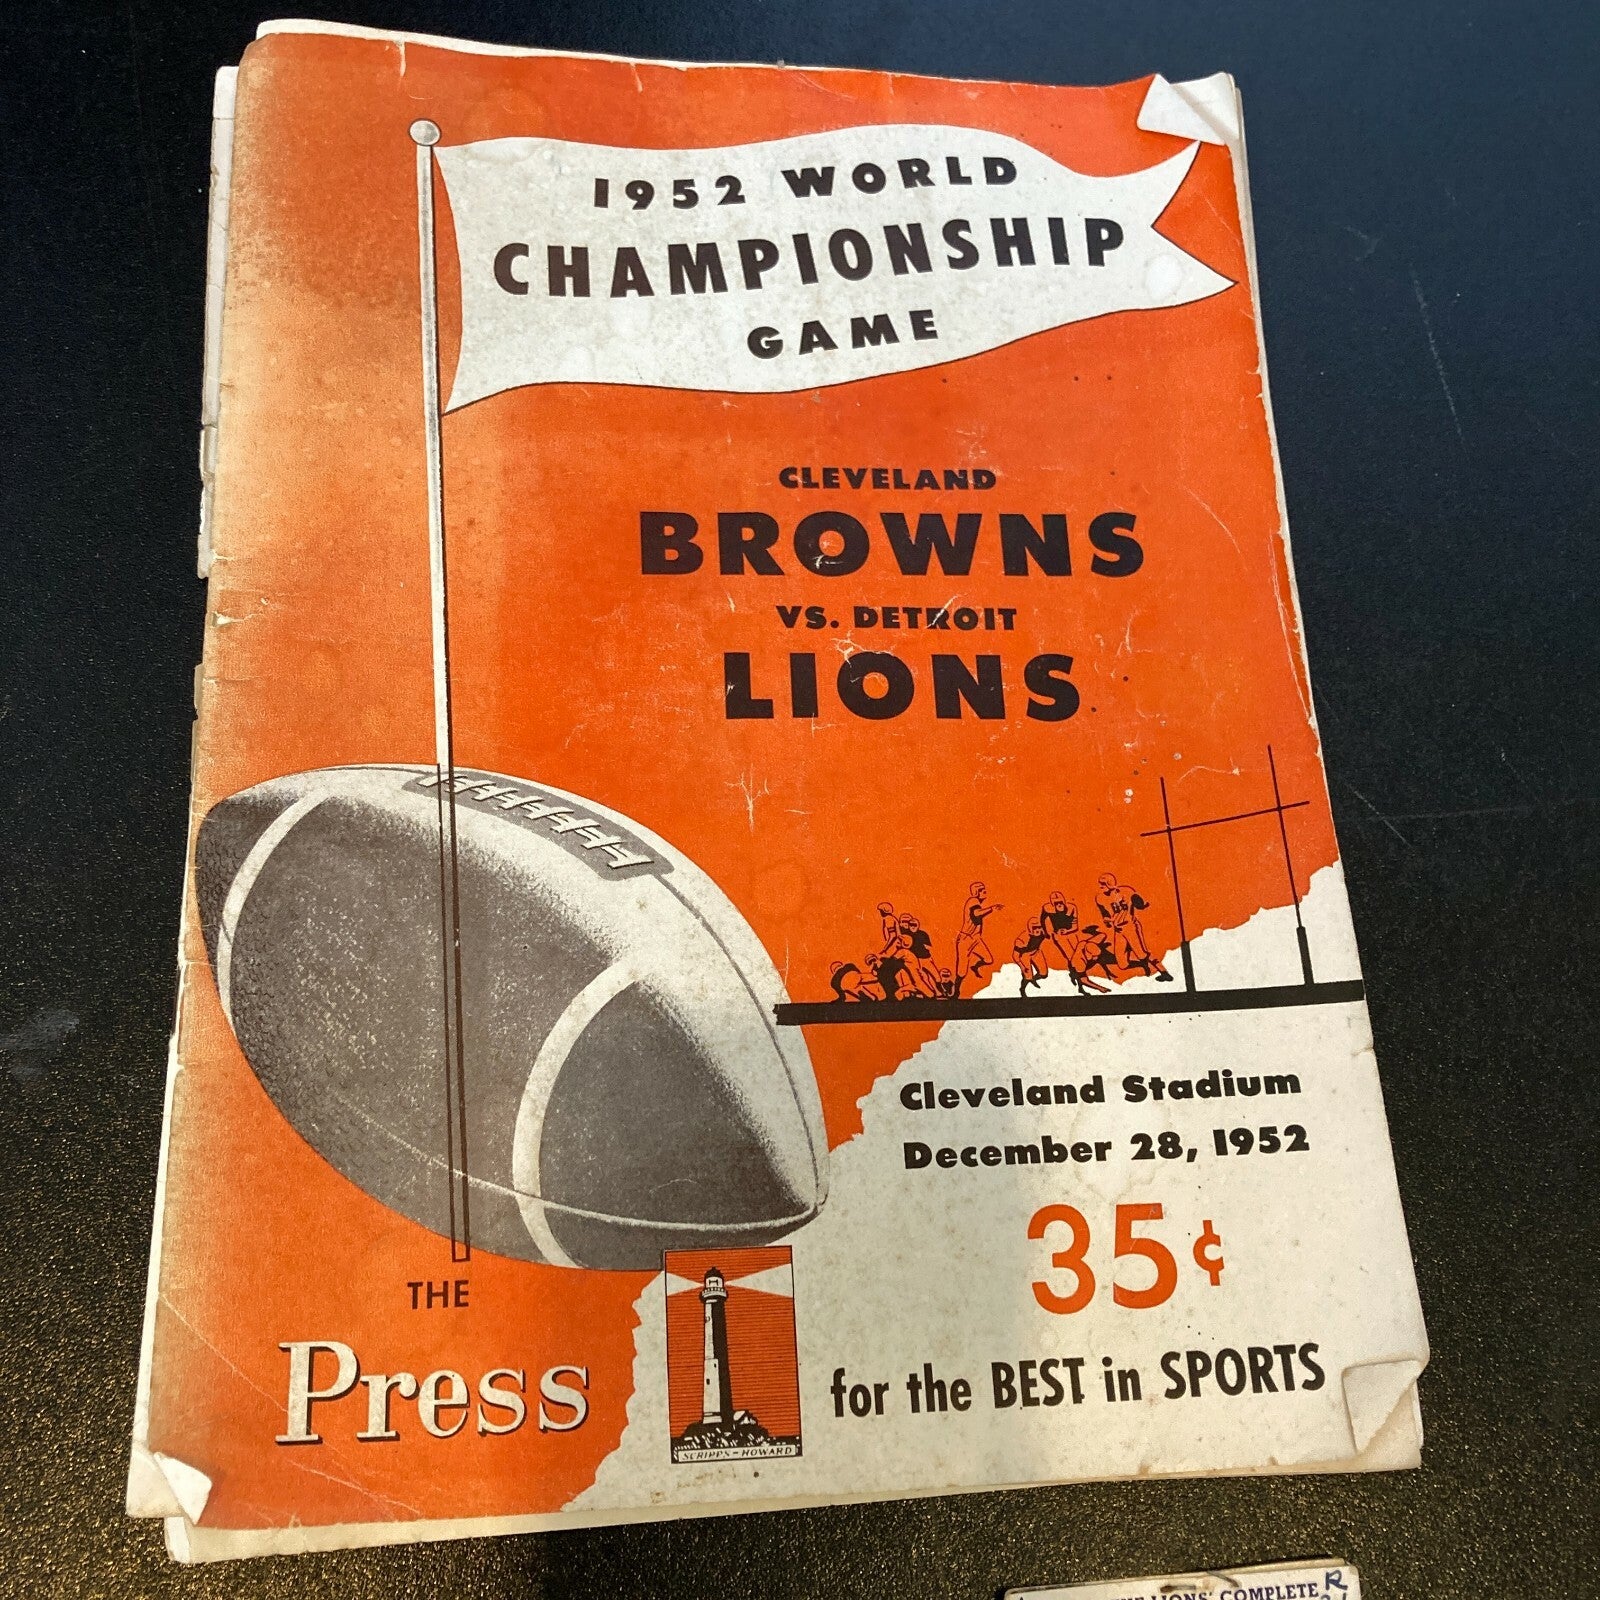 1952 WORLD
CHAMPIONSHIP
GAME
CLEVELAND
BROWNS
VS. DETROIT
LIONS
Cleveland Stadium
December 28, 1952
35¢
THE
Press
SCRIPPS-HOWARD
for the BEST in SPORTS
LIONS' COMPLETE
R